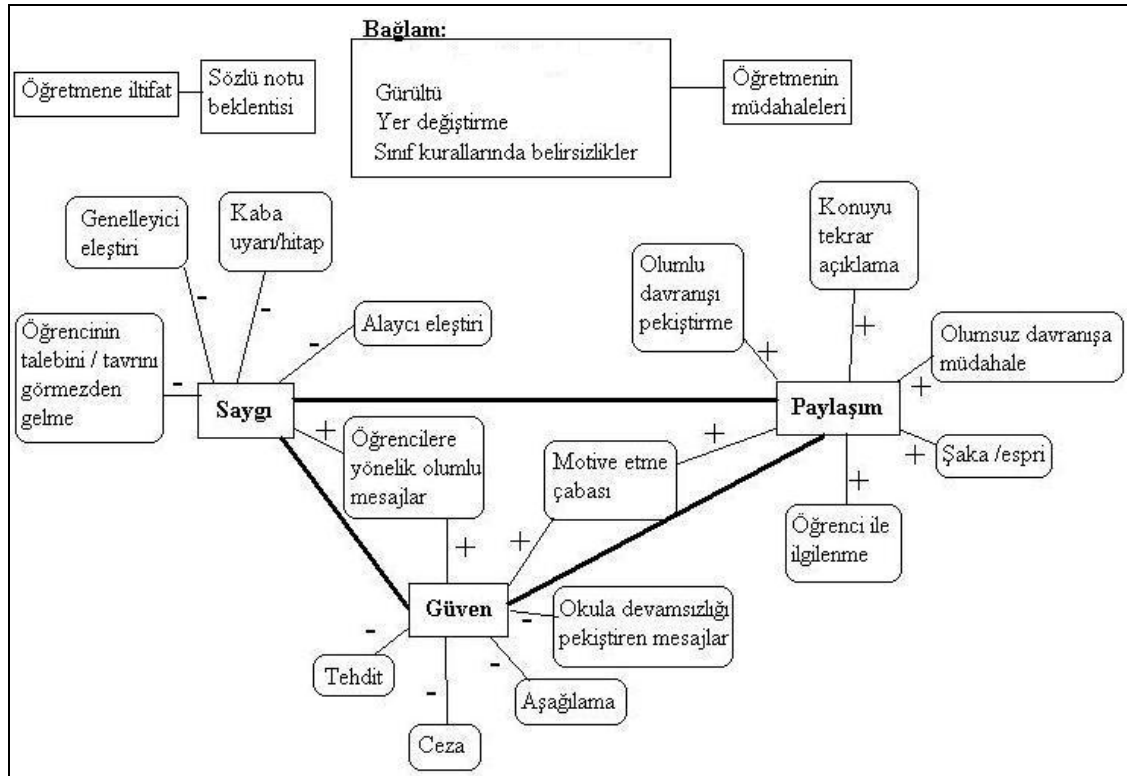 Bağlam:
Gürültü
Yer değiştirme
Sınıf kurallarında belirsizlikler
Öğretmene iltifat
Sözlü notu
beklentisi
Öğretmenin
müdahaleleri
Genelleyici
eleştiri
Kaba
uyarı/hitap
Alaycı eleştiri
Öğrencinin
talebini / tavrını
görmezden
gelme
Olumlu
davranışı
pekiştirme
Konuyu
tekrar
açıklama
Olumsuz davranışa
müdahale
-
-
-
-
+
+
+
+
Saygı
Paylaşım
+
Öğrencilere
yönelik olumlu
mesajlar
Motive etme
çabası
+
Şaka /espri
+
Öğrenci ile
ilgilenme
+
+
Güven
-
Okula devamsızlığı
pekiştiren mesajlar
-
Tehdit
-
Ceza
-
Aşağılama